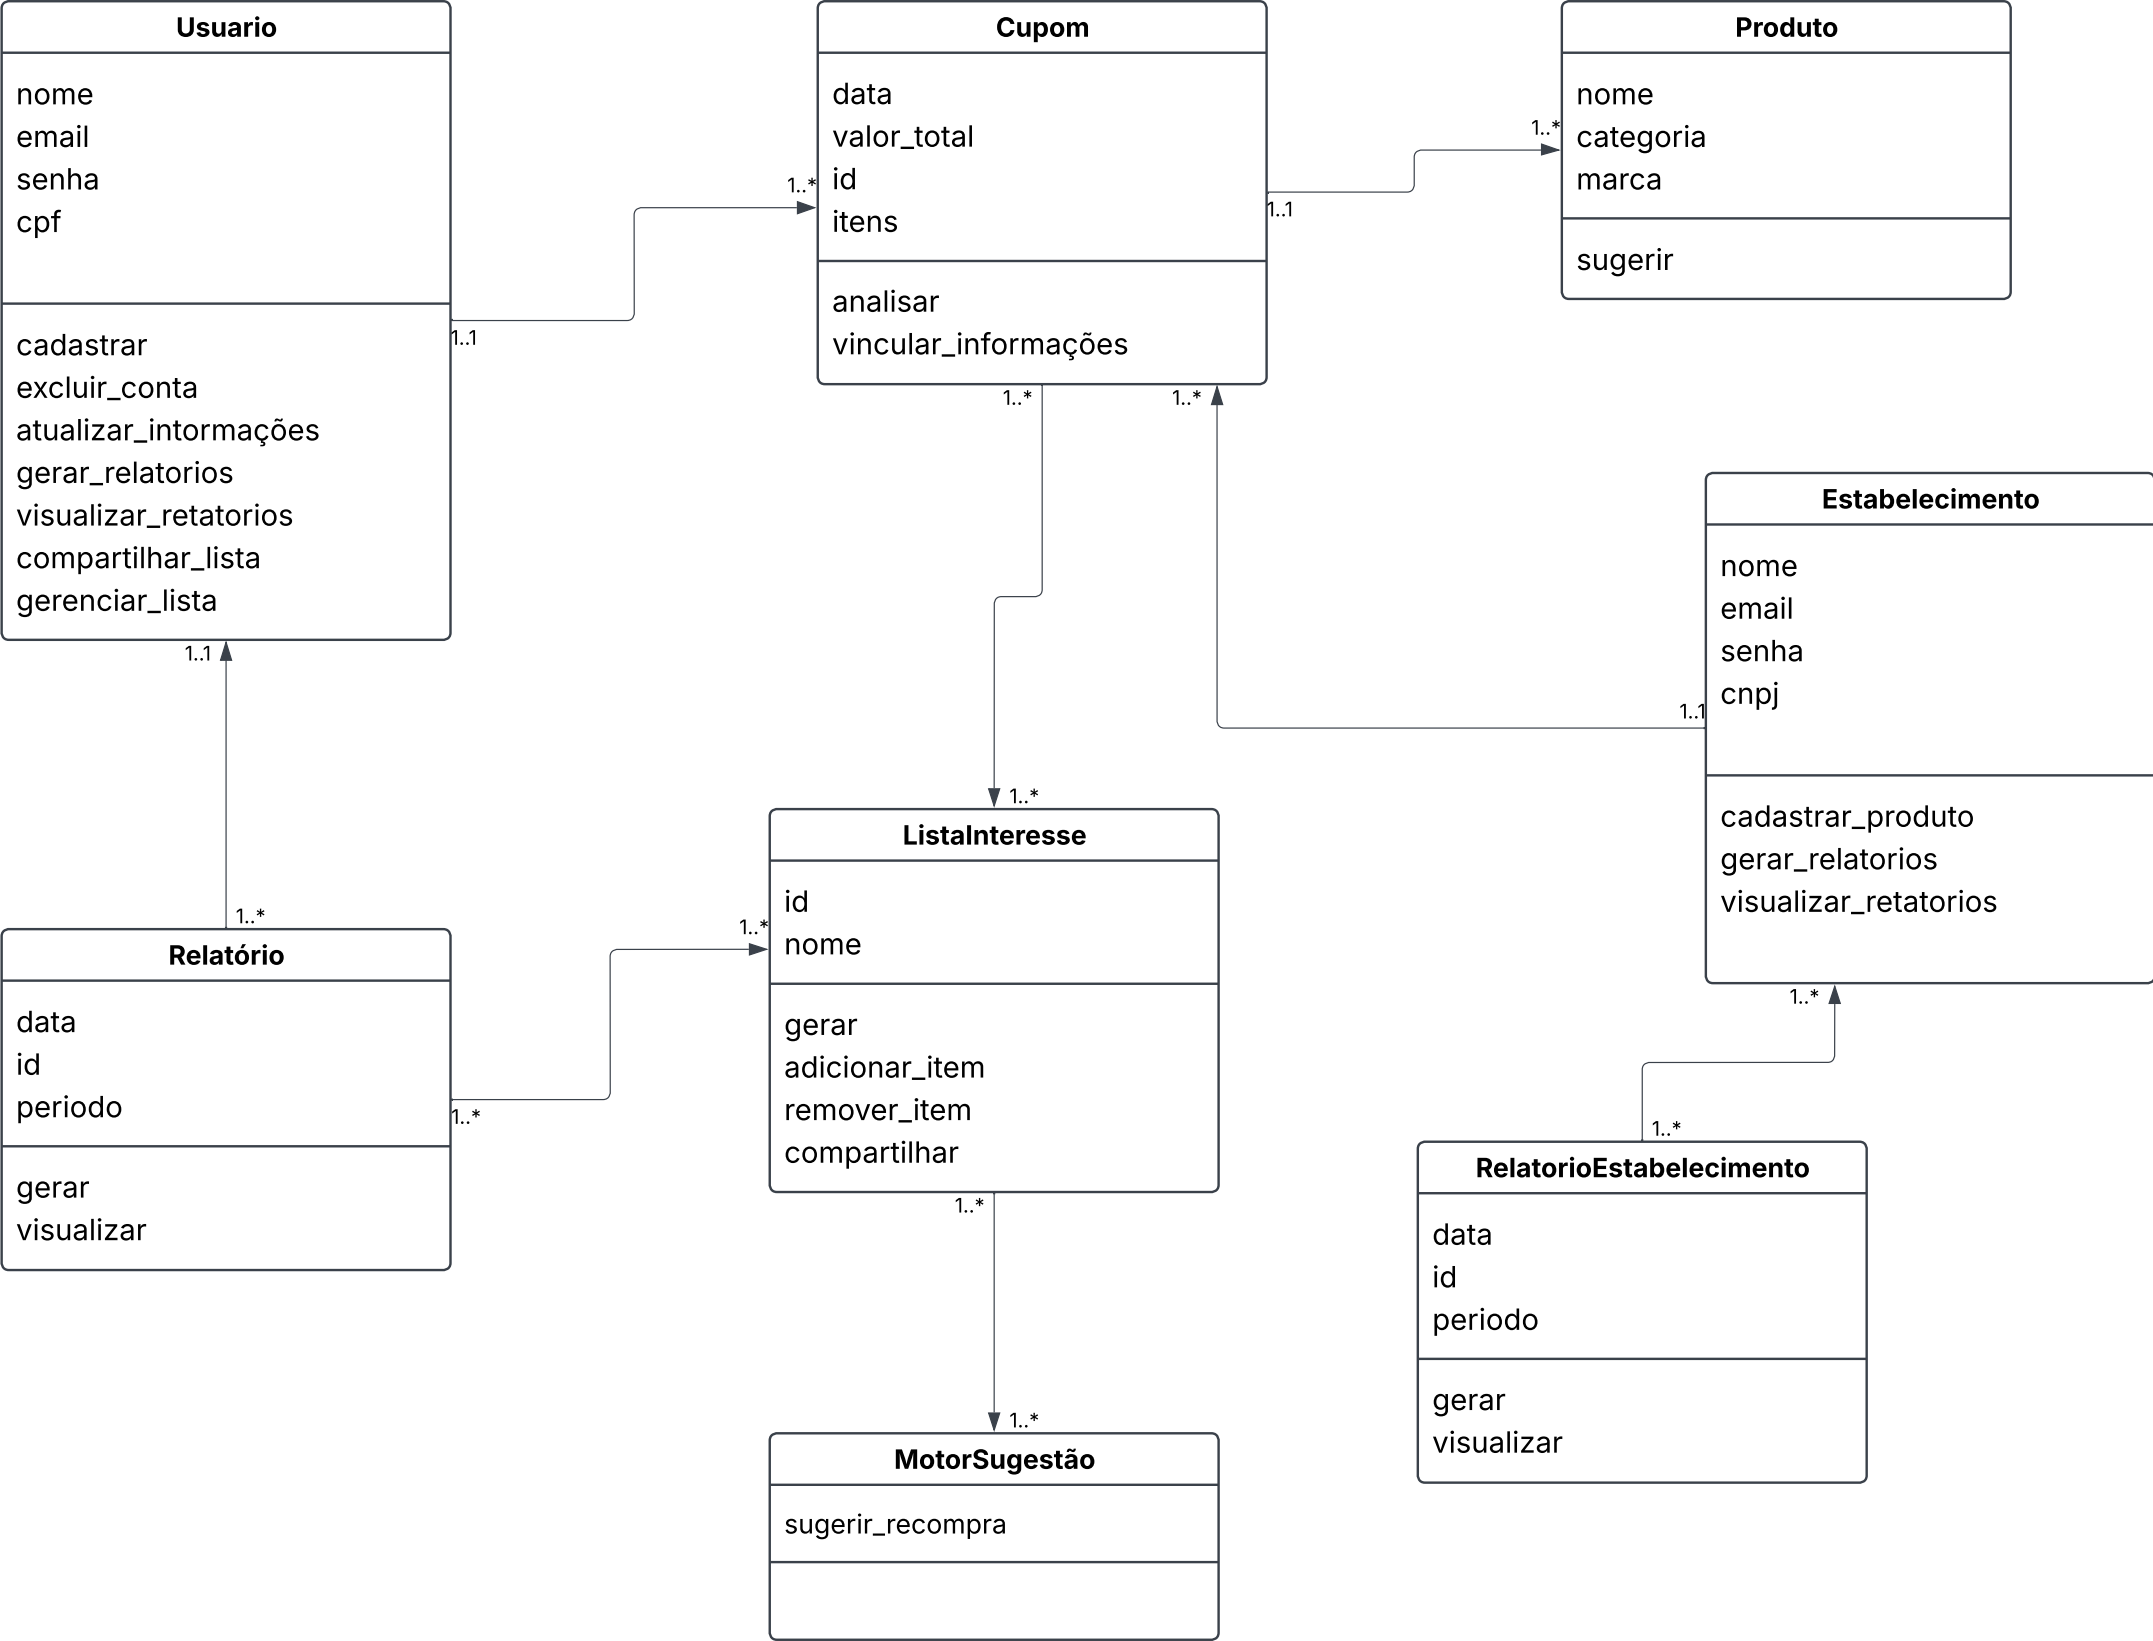 Usuario
nome
email
senha
cpf
cadastrar
excluir_conta
atualizar_intormações
gerar_relatorios
visualizar_retatorios
compartilhar_lista
gerenciar_lista
1..1
1..1
1..*
Cupom
data
valor_total
id
itens
analisar
vincular_informações
1..*
1..*
1..1
1..*
Produto
nome
categoria
marca
sugerir
Estabelecimento
nome
email
senha
cnpj
cadastrar_produto
gerar_relatorios
visualizar_retatorios
1..1
1..*
1..*
Relatório
data
id
periodo
gerar
visualizar
1..*
1..*
1..*
ListaInteresse
id
nome
gerar
adicionar_item
remover_item
compartilhar
1..*
1..*
RelatorioEstabelecimento
data
id
periodo
gerar
visualizar
1..*
MotorSugestão
sugerir_recompra